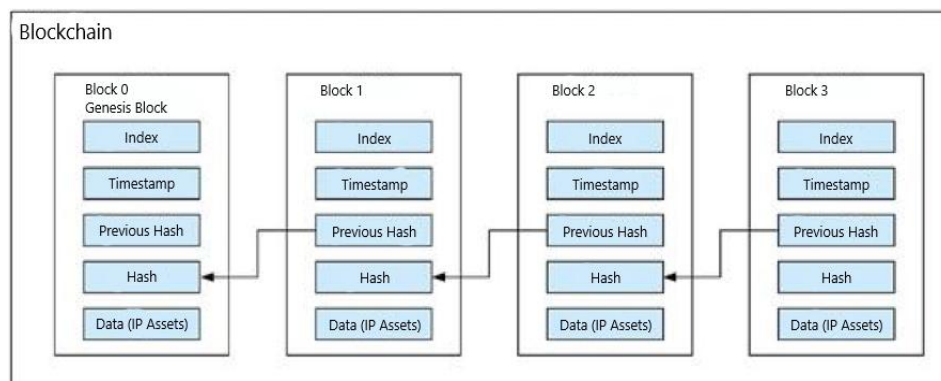 Blockchain
Block 0
Genesis Block
Index
Timestamp
Previous Hash
Hash
Data (IP Assets)
Block 1
Index
Timestamp
Previous Hash
Hash
Data (IP Assets)
Block 2
Index
Timestamp
Previous Hash
Hash
Data (IP Assets)
Block 3
Index
Timestamp
Previous Hash
Hash
Data (IP Assets)